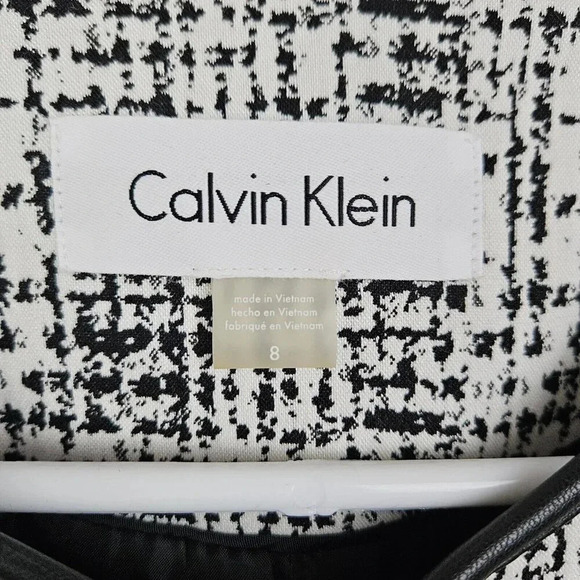 Calvin Klein
made in Vietnam
hecho en Vietnam
fabriqué en Vietnam
8